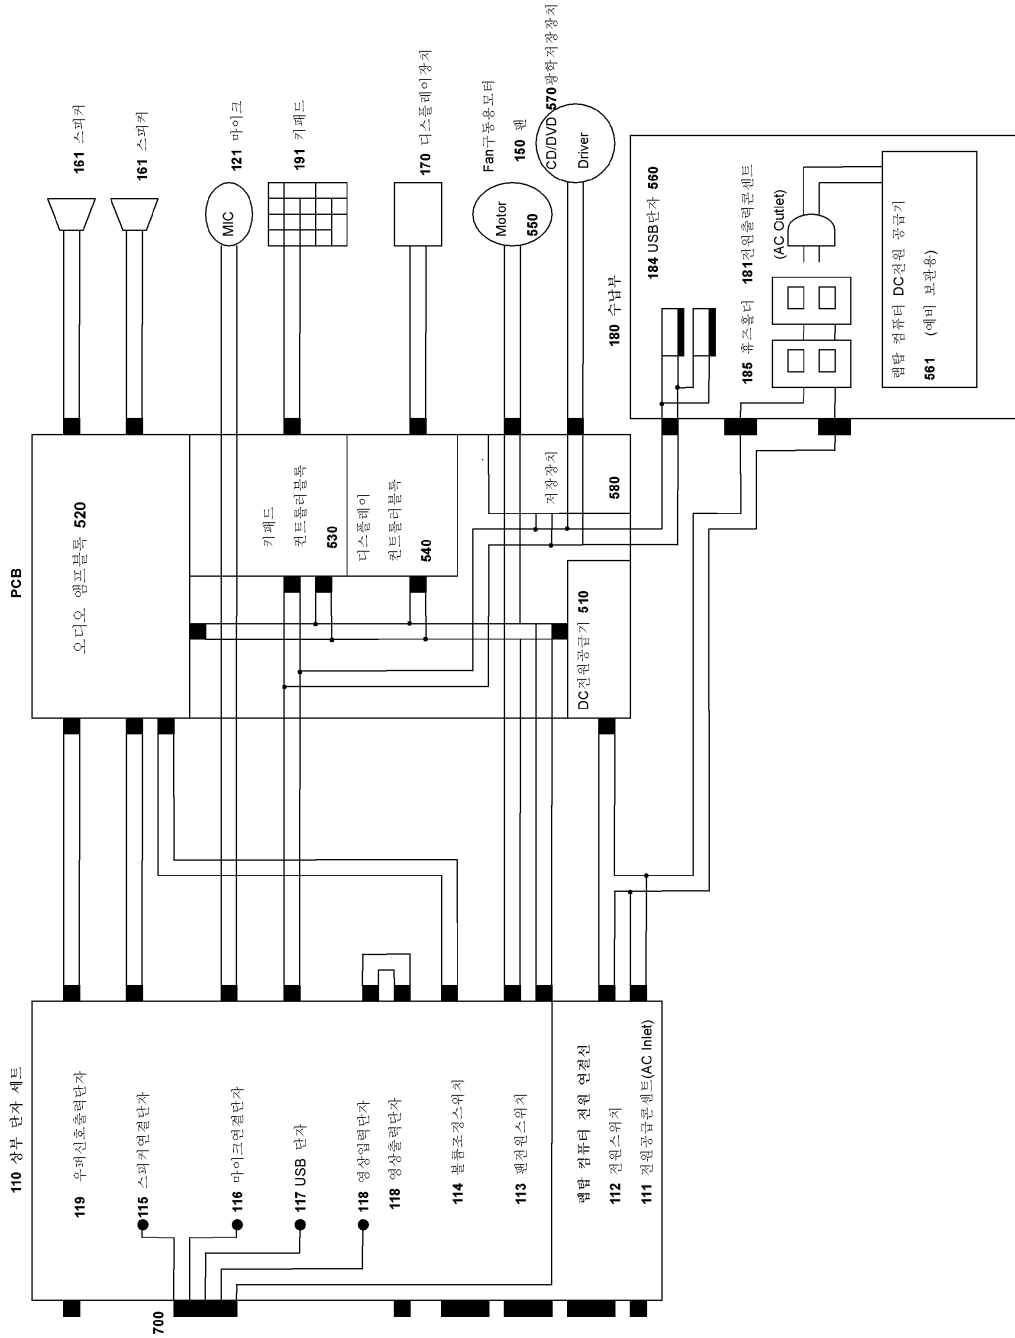 161 스피커
161 스피커
121 마이크
191 키패드
170 디스플레이장치
Fan구동용모터
150 팬
CD/DVD 570광학저장장치
MIC
Motor
550
Driver
180 수납부
184 USB단자 560
185 휴즈홀더
181전원출력콘센트
(AC Outlet)
랩탑 컴퓨터 DC전원 공급기
561 (예비 보관용)
PCB
오디오 앰프블록 520
키패드
컨트롤러블록
530
디스플레이
컨트롤러블록
540
저장장치
580
DC전원공급기 510
110 상부 단자 세트
119 우퍼신호출력단자
115 스피커연결단자
116 마이크연결단자
117 USB 단자
118 영상입력단자
118 영상출력단자
114 볼륨조정스위치
113 팬전원스위치
랩탑 컴퓨터 전원 연결선
112 전원스위치
111 전원공급콘센트(AC Inlet)
700